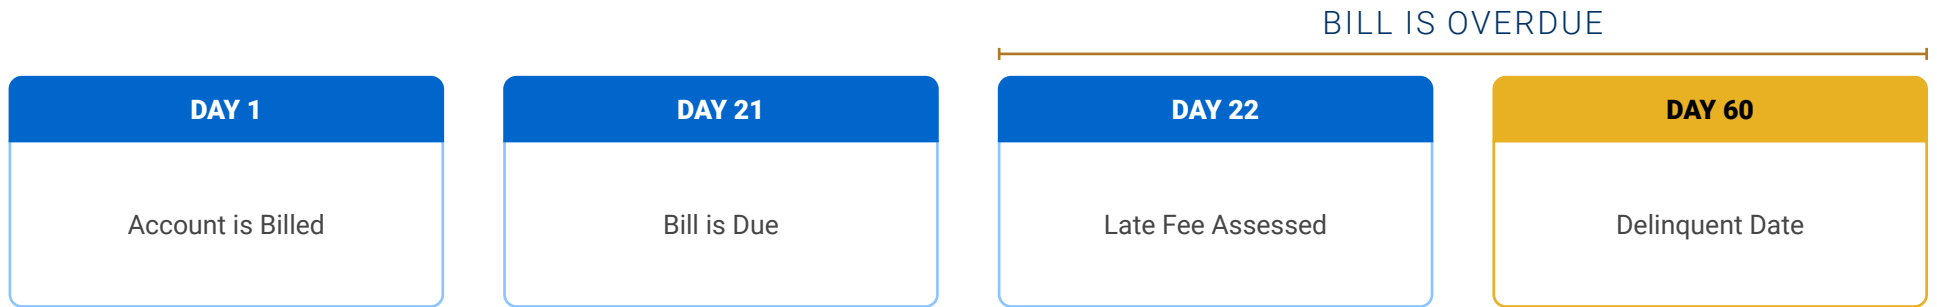 BILL IS OVERDUE
DAY 1
Account is Billed
DAY 21
Bill is Due
DAY 22
Late Fee Assessed
DAY 60
Delinquent Date